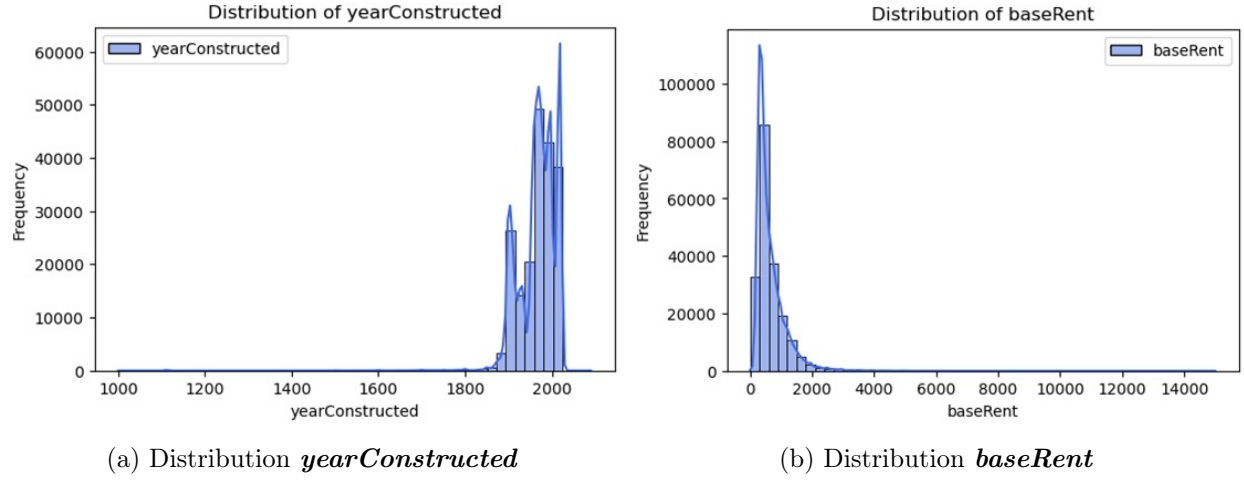 Distribution of yearConstructed
yearConstructed
60000
50000
40000
30000
20000
10000
0
Frequency
1000 1200 1400 1600 1800 2000
yearConstructed
(a) Distribution yearConstructed
Distribution of baseRent
baseRent
100000
80000
60000
40000
20000
0
Frequency
0 2000 4000 6000 8000 10000 12000 14000
baseRent
(b) Distribution baseRent